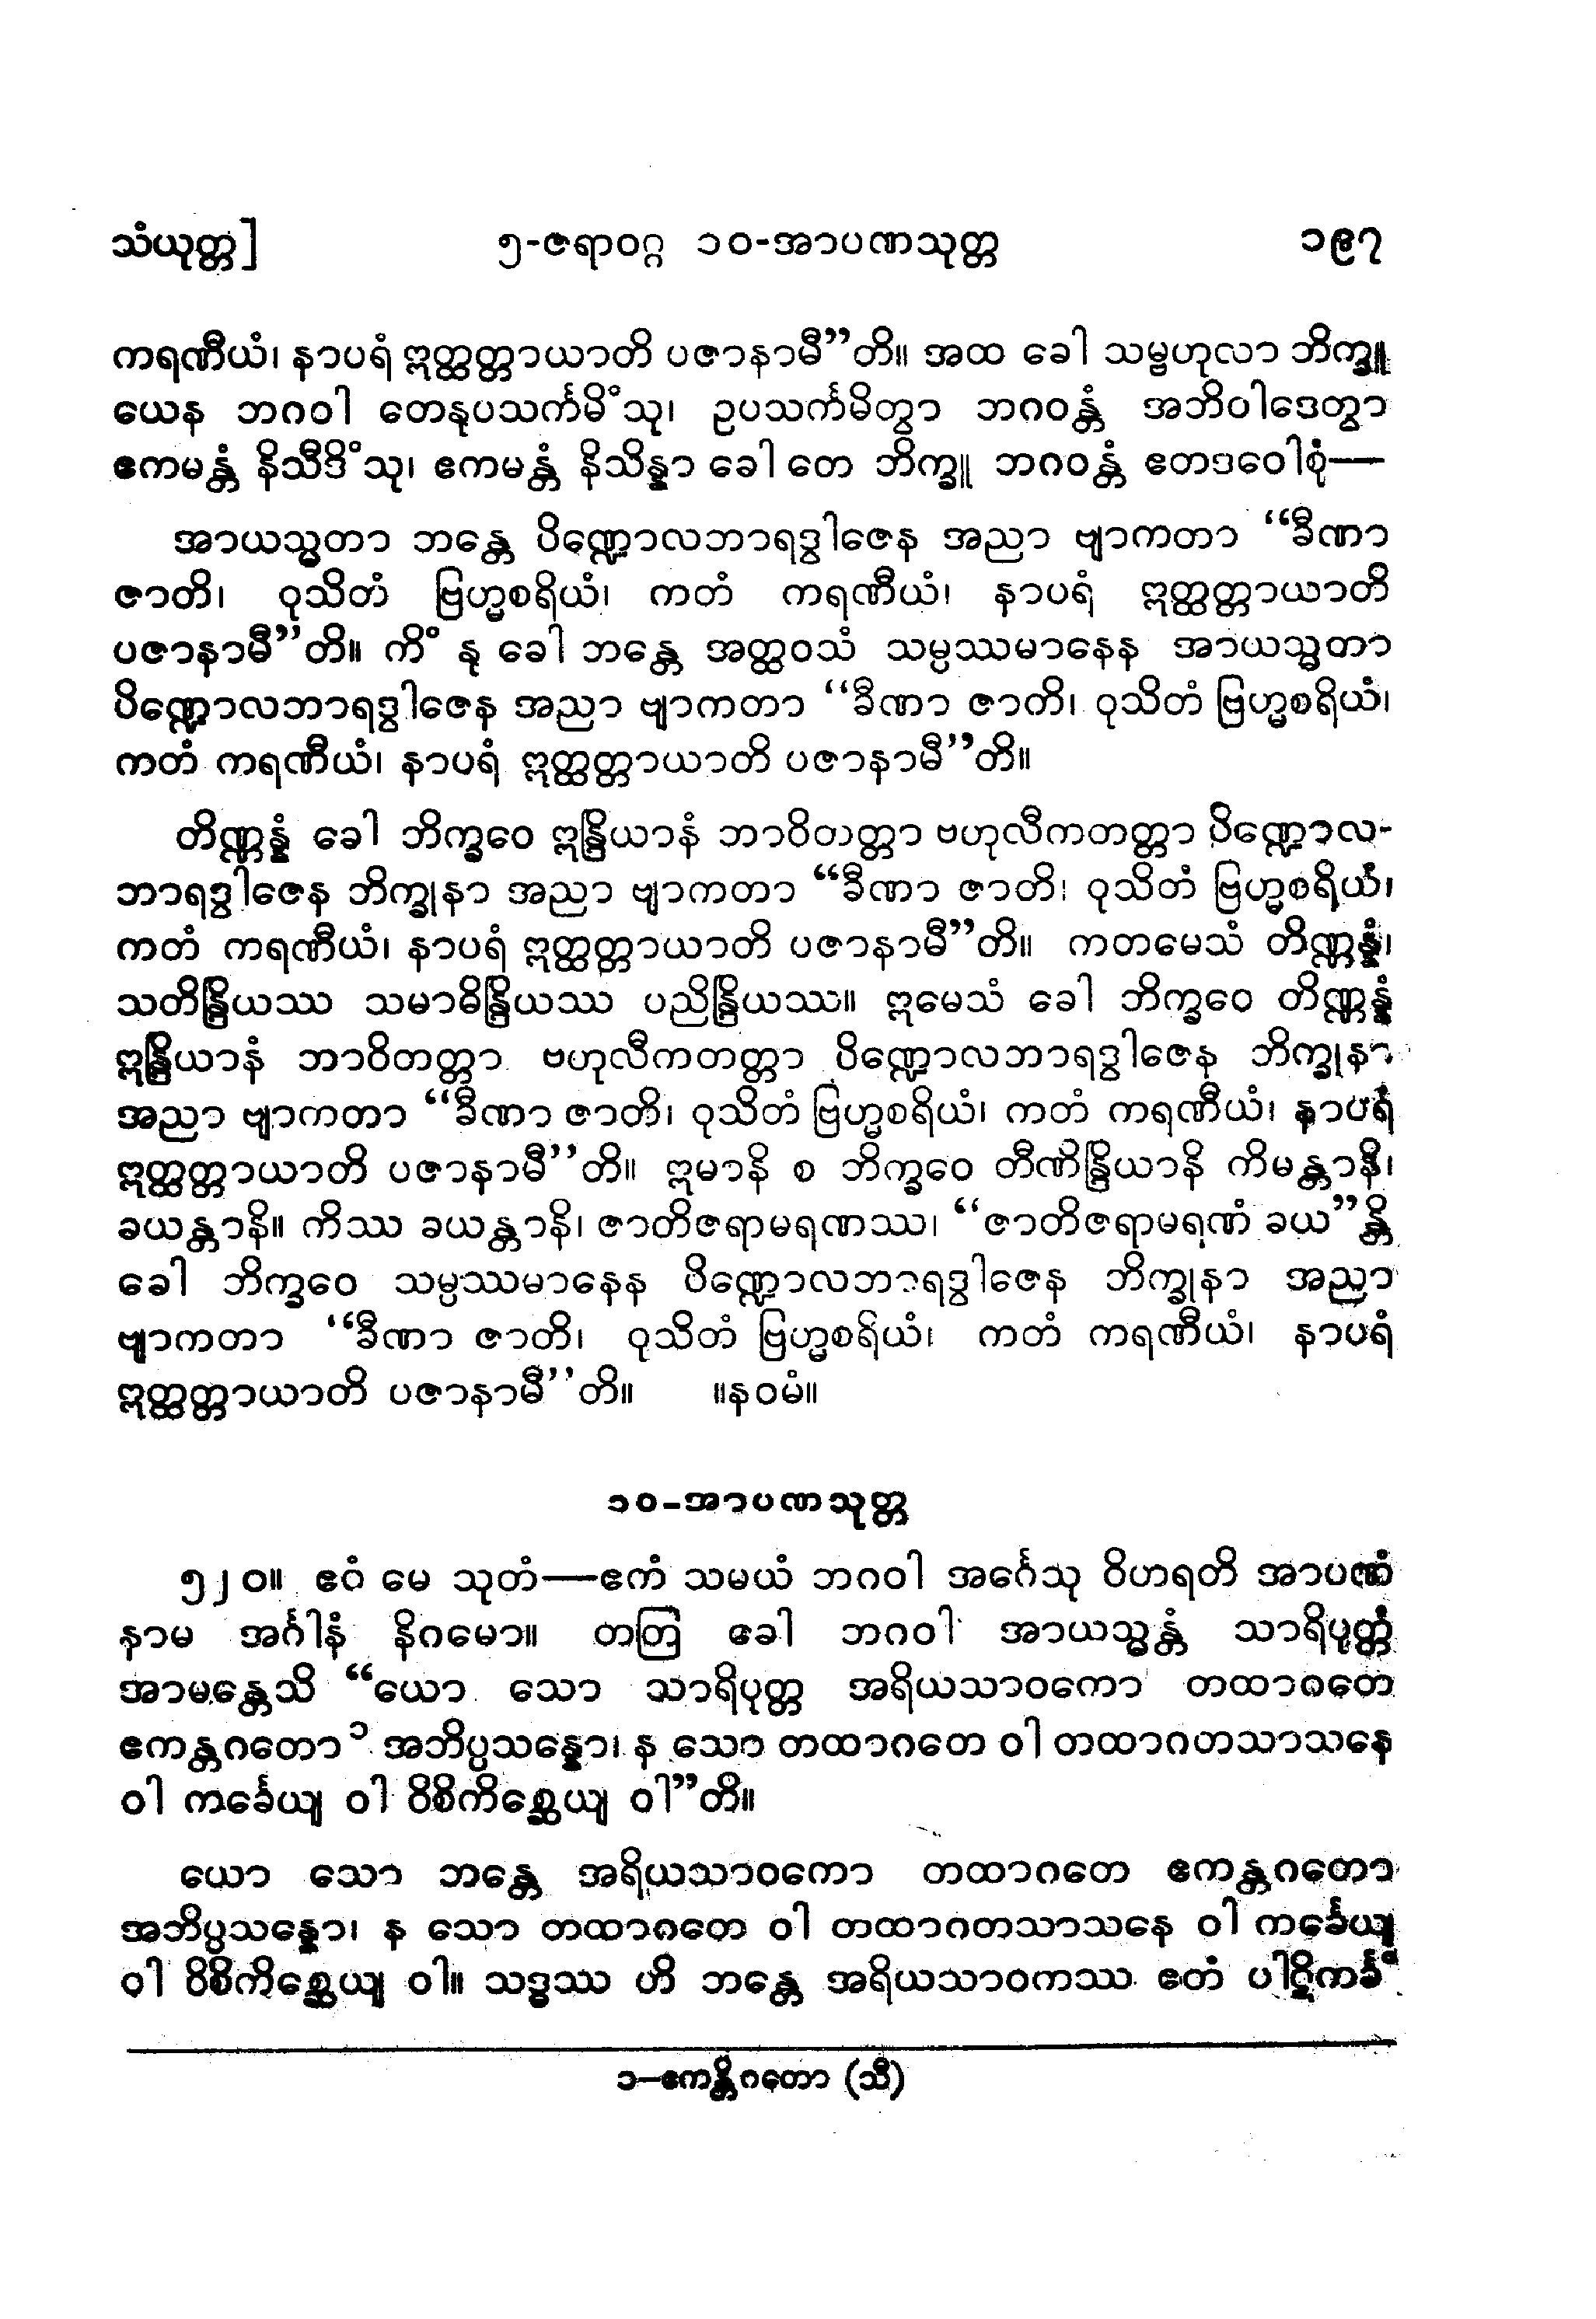 သံယုတ္တ] ၅-ဇရာဝဂ္ဂ ၁၀-အာပဏသုတ္တ ၁၉၇
ကရဏီယံ၊ နာပရံ ဣတ္ထတ္တာယာတိ ပဇာနာမီ”တိ။ အထ ခေါ သမ္ဗဟုလာ ဘိက္ခူ
ယေန ဘဂဝါ တေနုပသင်္ကမိံသု၊ ဥပသင်္ကမိတွာ ဘဂဝန္တံ အဘိဝါဒေတွာ
ဧကမန္တံ နိသီဒိံသု၊ ဧကမန္တံ နိသိန္နာ ခေါ တေ ဘိက္ခူ ဘဂဝန္တံ ဧတဒဝေါစုံ—
အာယသ္မတာ ဘန္တေ ပိဏ္ဍောလဘာရဒွါဇေန အညာ ဗျာကတာ “ခီဏာ
ဇာတိ၊ ဝုသိတံ ဗြဟ္မစရိယံ၊ ကတံ ကရဏီယံ၊ နာပရံ ဣတ္ထတ္တာယာတိ
ပဇာနာမီ”တိ။ ကိံ နု ခေါ ဘန္တေ အတ္ထဝသံ သမ္ပဿမာနေန အာယသ္မတာ
ပိဏ္ဍောလဘာရဒွါဇေန အညာ ဗျာကတာ “ခီဏာ ဇာတိ၊ ဝုသိတံ ဗြဟ္မစရိယံ၊
ကတံ ကရဏီယံ၊ နာပရံ ဣတ္ထတ္တာယာတိ ပဇာနာမီ”တိ။
တိဏ္ဏန္နံ ခေါ ဘိက္ခဝေ ဣန္ဒြိယာနံ ဘာဝိတတ္တာ ဗဟုလီကတတ္တာ ပိဏ္ဍောလ-
ဘာရဒွါဇေန ဘိက္ခုနာ အညာ ဗျာကတာ “ခီဏာ ဇာတိ၊ ဝုသိတံ ဗြဟ္မစရိယံ၊
ကတံ ကရဏီယံ၊ နာပရံ ဣတ္ထတ္တာယာတိ ပဇာနာမီ”တိ။ ကတမေသံ တိဏ္ဏန္နံ၊
သတိန္ဒြိယဿ သမာဓိန္ဒြိယဿ ပညိန္ဒြိယဿ။ ဣမေသံ ခေါ ဘိက္ခဝေ တိဏ္ဏန္နံ
ဣန္ဒြိယာနံ ဘာဝိတတ္တာ ဗဟုလီကတတ္တာ ပိဏ္ဍောလဘာရဒွါဇေန ဘိက္ခုနာ
အညာ ဗျာကတာ “ခီဏာ ဇာတိ၊ ဝုသိတံ ဗြဟ္မစရိယံ၊ ကတံ ကရဏီယံ၊ နာပရံ
ဣတ္ထတ္တာယာတိ ပဇာနာမီ”တိ။ ဣမာနိ စ ဘိက္ခဝေ တီဏိန္ဒြိယာနိ ကိမန္တာနိ၊
ခယန္တာနိ။ ကိဿ ခယန္တာနိ၊ ဇာတိဇရာမရဏဿ၊ “ဇာတိဇရာမရဏံ ခယ”န္တိ
ခေါ ဘိက္ခဝေ သမ္ပဿမာနေန ပိဏ္ဍောလဘာရဒွါဇေန ဘိက္ခုနာ အညာ
ဗျာကတာ “ခီဏာ ဇာတိ၊ ဝုသိတံ ဗြဟ္မစရိယံ၊ ကတံ ကရဏီယံ၊ နာပရံ
ဣတ္ထတ္တာယာတိ ပဇာနာမီ”တိ။ ။နဝမံ။
၁၀-အာပဏသုတ္တ
၅၂၀။ ဧဝံ မေ သုတံ—ဧကံ သမယံ ဘဂဝါ အင်္ဂေသု ဝိဟရတိ အာပဏံ
နာမ အင်္ဂါနံ နိဂမော။ တတြ ခေါ ဘဂဝါ အာယသ္မန္တံ သာရိပုတ္တံ
အာမန္တေသိ “ယော သော သာရိပုတ္တ အရိယသာဝကော တထာဂတေ
ဧကန္တဂတော ၁ အဘိပ္ပသန္နော၊ န သော တထာဂတေ ဝါ တထာဂတသာသနေ
ဝါ ကင်္ခေယျ ဝါ ဝိစိကိစ္ဆေယျ ဝါ”တိ။
ယော သော ဘန္တေ အရိယသာဝကော တထာဂတေ ဧကန္တဂတော
အဘိပ္ပသန္နော၊ န သော တထာဂတေ ဝါ တထာဂတသာသနေ ဝါ ကင်္ခေယျ
ဝါ ဝိစိကိစ္ဆေယျ ဝါ။ သဒ္ဓဿ ဟိ ဘန္တေ အရိယသာဝကဿ ဧတံ ပါဋိကင်္ခံ
၁—ဧကန္တိဂတော (သီ)